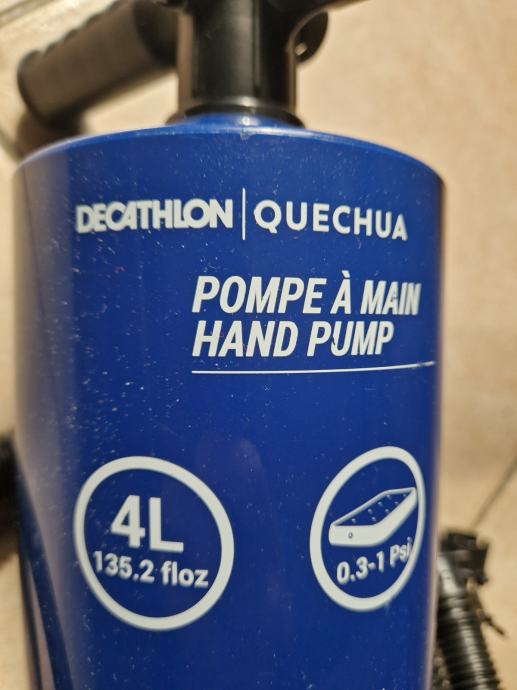 DECATHLON | QUECHUA
POMPE À MAIN
HAND PUMP
4L
135.2 floz
0.3-1 Psi